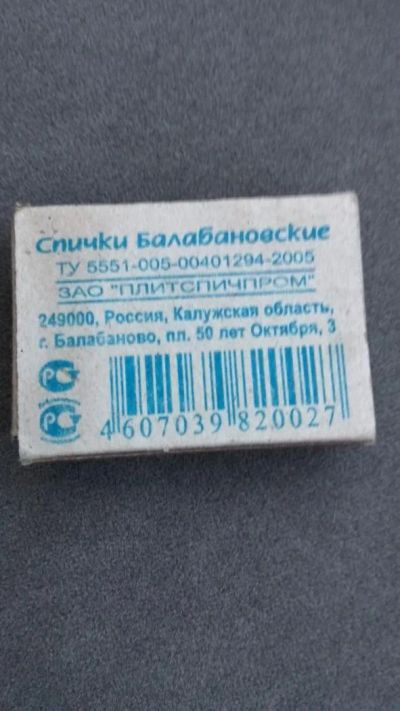 Спички Балабановские
ТУ 5551-005-00401294-2005
ЗАО "ПЛИТСПИЧПРОМ"
249000, Россия, Калужская область,
г. Балабаново, пл. 50 лет Октября, 3
4 607039 820027